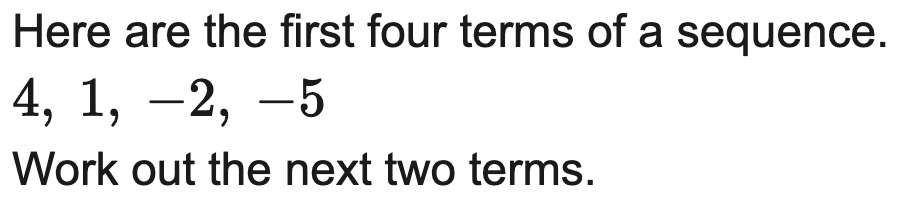 Here are the first four terms of a sequence.
4, 1, −2, −5
Work out the next two terms.